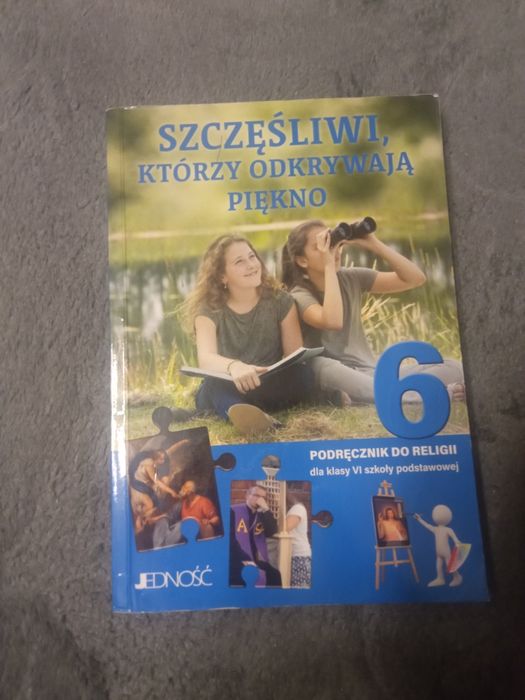 SZCZĘŚLIWI,
KTÓRZY ODKRYWAJĄ
PIĘKNO
6
PODRĘCZNIK DO RELIGII
dla klasy VI szkoły podstawowej
JEDNOŚĆ